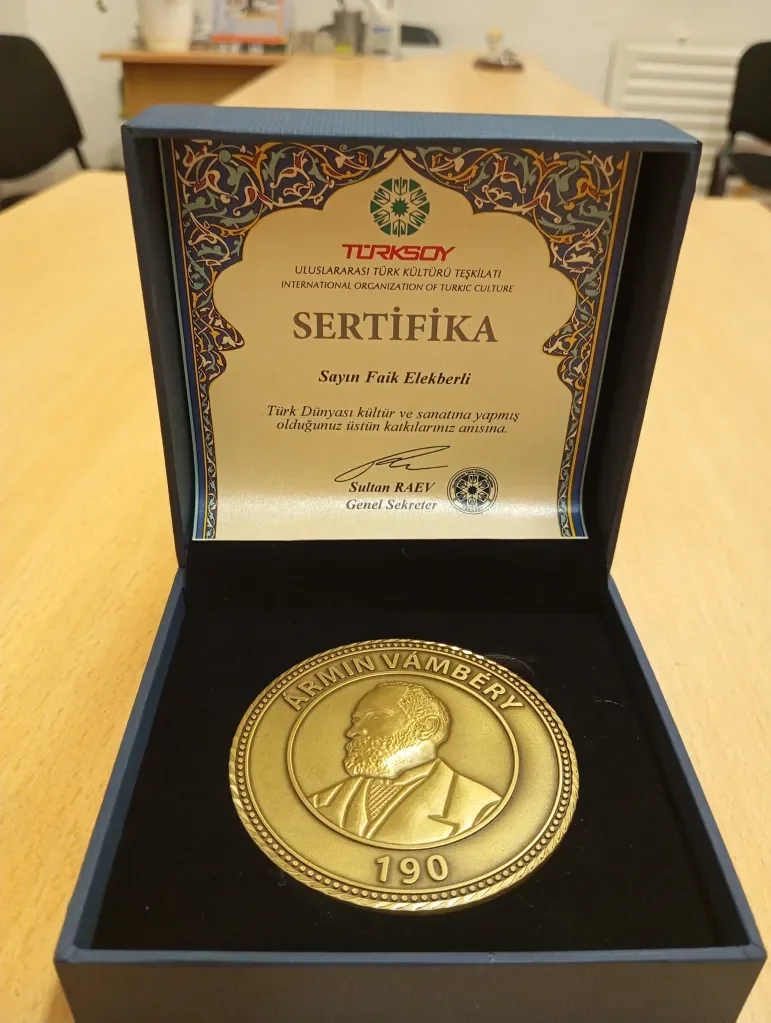 TÜRKSOY
ULUSLARARASI TÜRK KÜLTÜRÜ TEŞKİLATI
INTERNATIONAL ORGANIZATION OF TURKIC CULTURE
SERTİFİKA
Sayın Faik Elekberli
Türk Dünyası kültür ve sanatına yapmış
olduğunuz üstün katkılarınız anısına.
Sultan RAEV
Genel Sekreter
ÁRMIN VÁMBERY
190